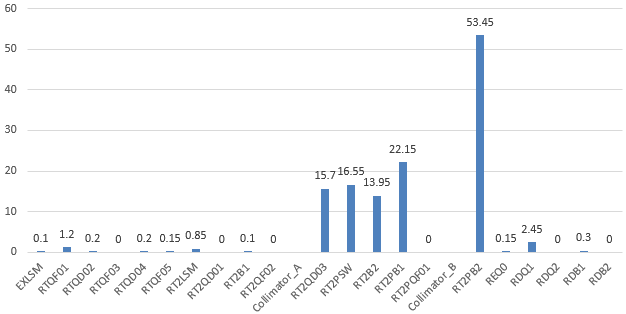 60
50
40
30
20
10
0
0.1
1.2
0.2
0
0.2
0.15
0.85
0
0.1
0
15.7
16.55
13.95
22.15
0
53.45
0.15
2.45
0
0.3
0
EXLSM
RTQF01
RTQD02
RTQF03
RTQD04
RTQF05
RT2LSM
RT2QD01
RT2B1
RT2QF02
Collimator_A
RT2QD03
RT2PSW
RT2B2
RT2PB1
RT2PQF01
Collimator_B
RT2PB2
REQ0
RDQ1
RDQ2
RDB1
RDB2